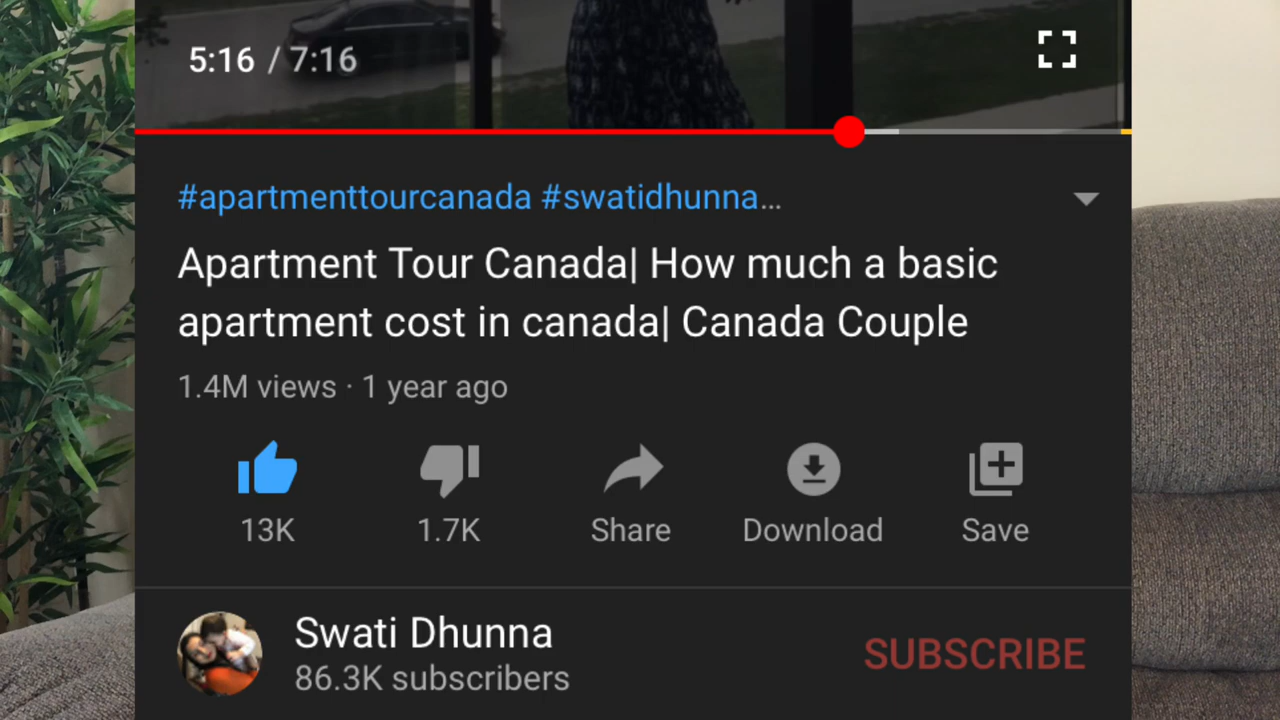 5:16 / 7:16
#apartmenttourcanada #swatidhunna...
Apartment Tour Canada| How much a basic
apartment cost in canada| Canada Couple
1.4M views · 1 year ago
13K 1.7K Share Download Save
Swati Dhunna SUBSCRIBE
86.3K subscribers